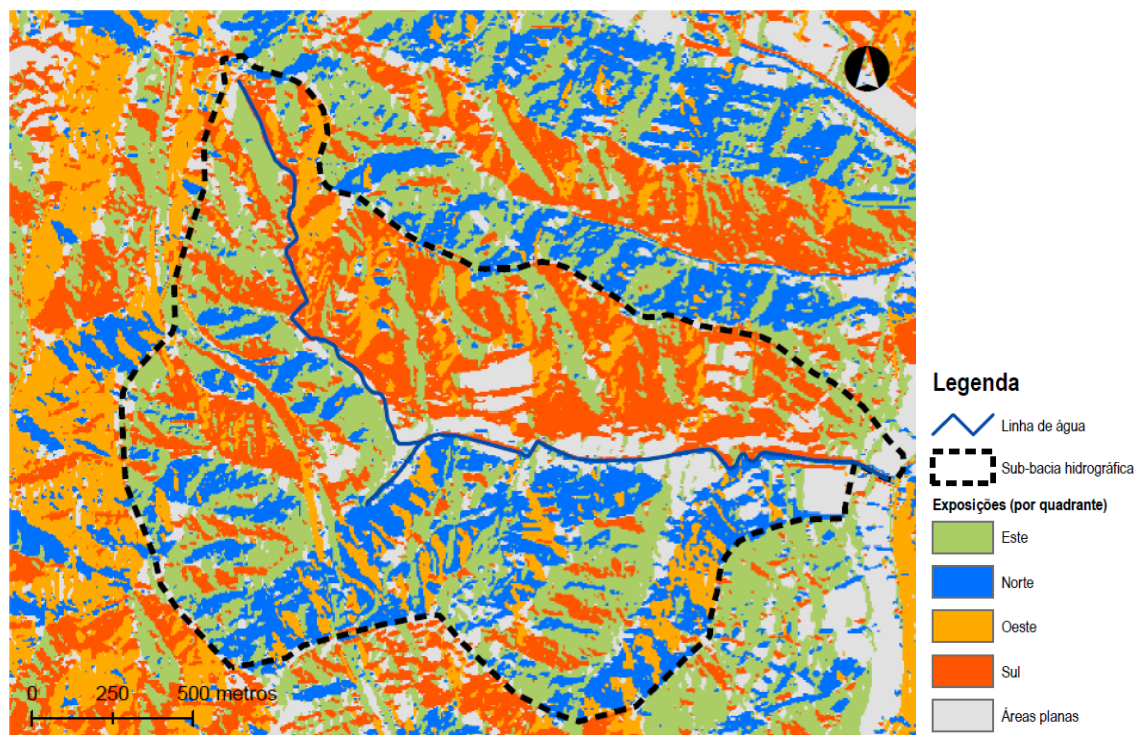 Legenda
Linha de água
Sub-bacia hidrográfica
Exposições (por quadrante)
Este
Norte
Oeste
Sul
Áreas planas
0 250 500 metros